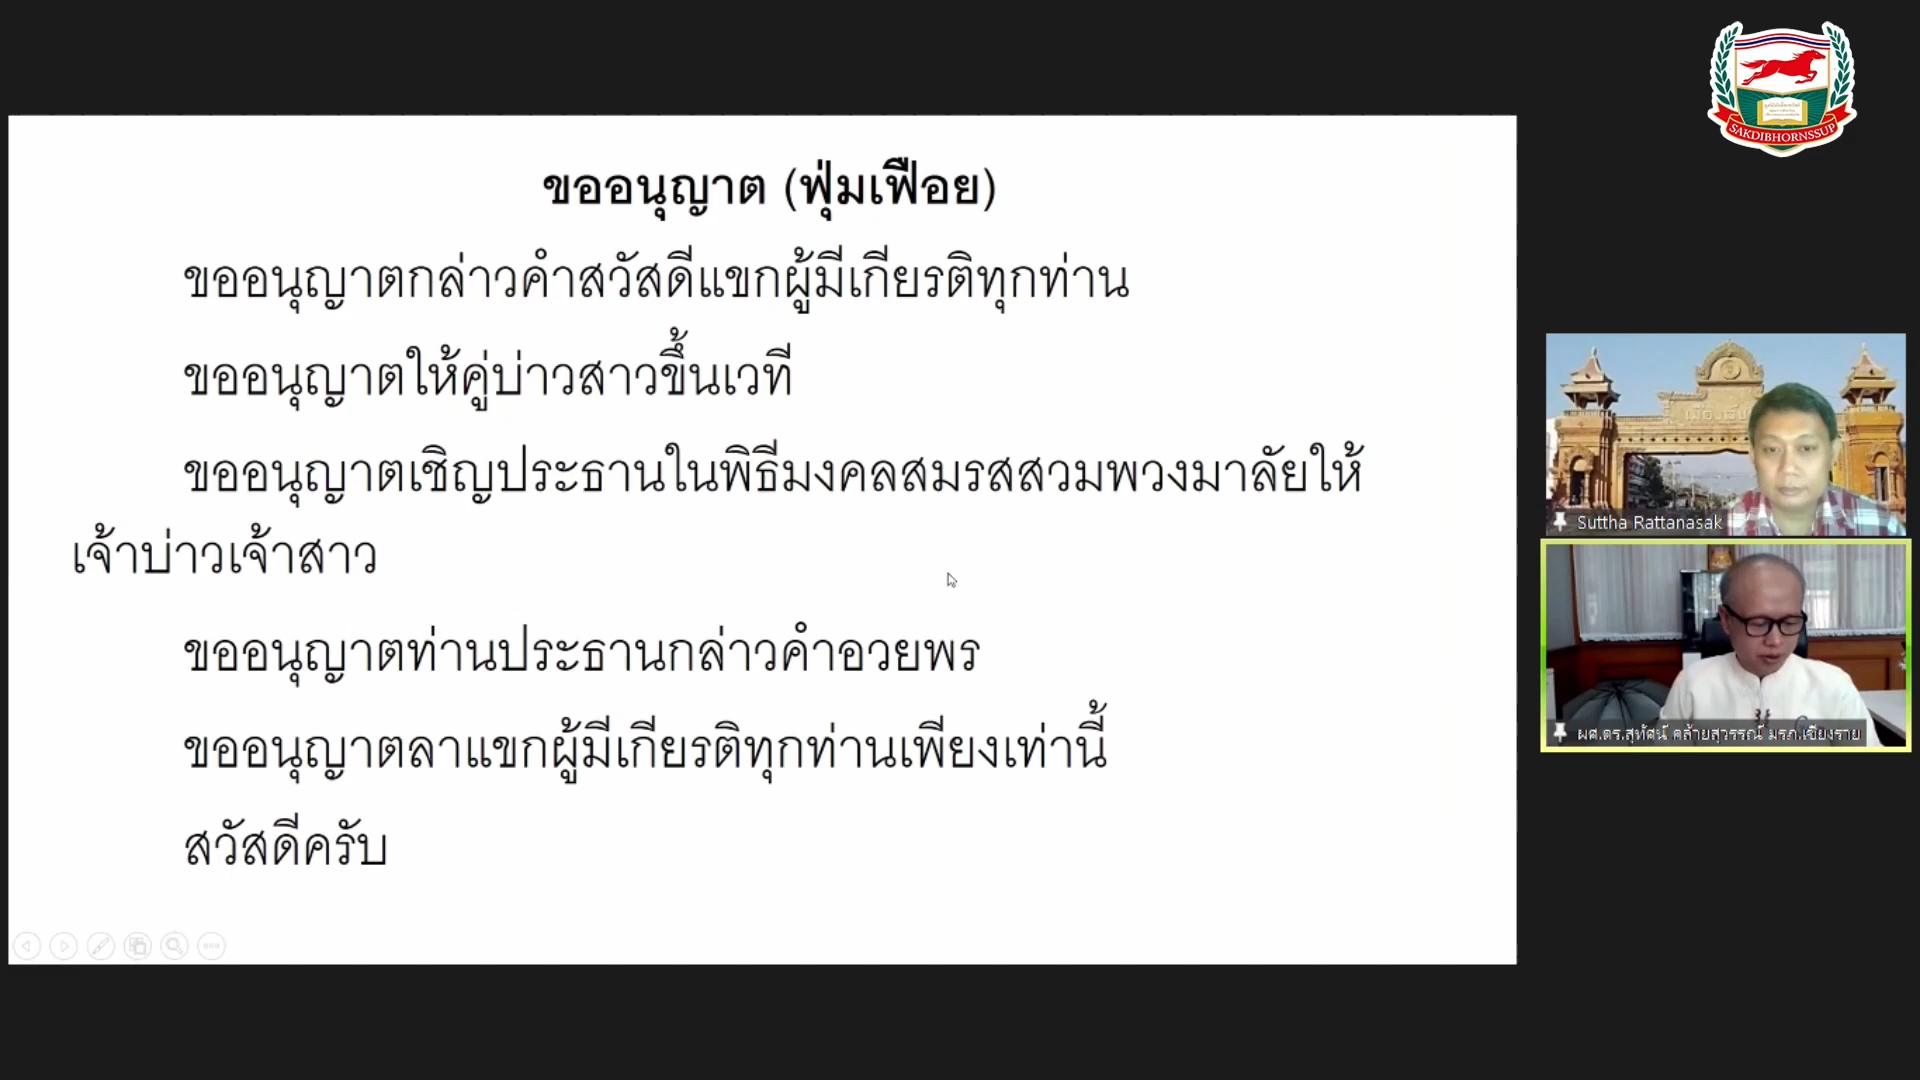 SAKDIBHORNSSUP
ขออนุญาต (ฟุ่มเฟือย)
ขออนุญาตกล่าวคำสวัสดีแขกผู้มีเกียรติทุกท่าน
ขออนุญาตให้คู่บ่าวสาวขึ้นเวที
ขออนุญาตเชิญประธานในพิธีมงคลสมรสสวมพวงมาลัยให้
เจ้าบ่าวเจ้าสาว
ขออนุญาตท่านประธานกล่าวคำอวยพร
ขออนุญาตลาแขกผู้มีเกียรติทุกท่านเพียงเท่านี้
สวัสดีครับ
Suttha Rattanasak
ผศ.ดร.สุทัศน์ คล้ายสุวรรณ์ มรภ.เชียงราย